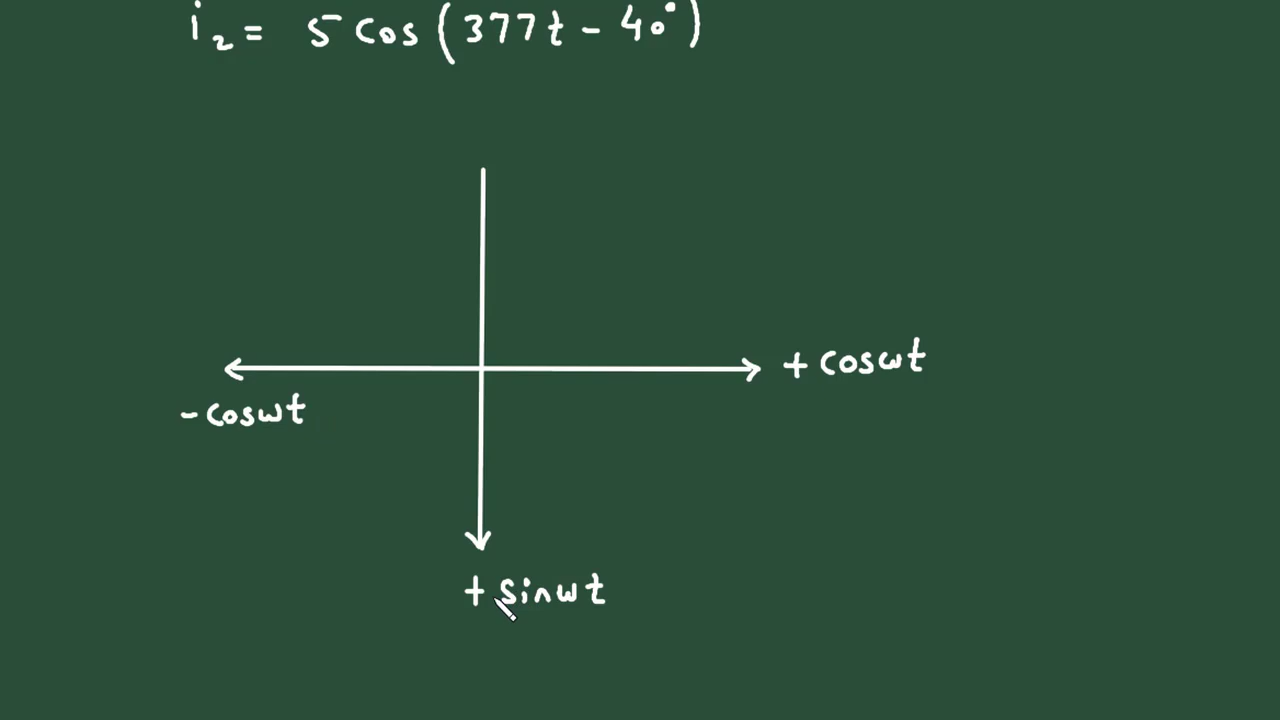 i₂ = 5 cos (377t - 40°)
+ cosωt
- cosωt
+ sinωt